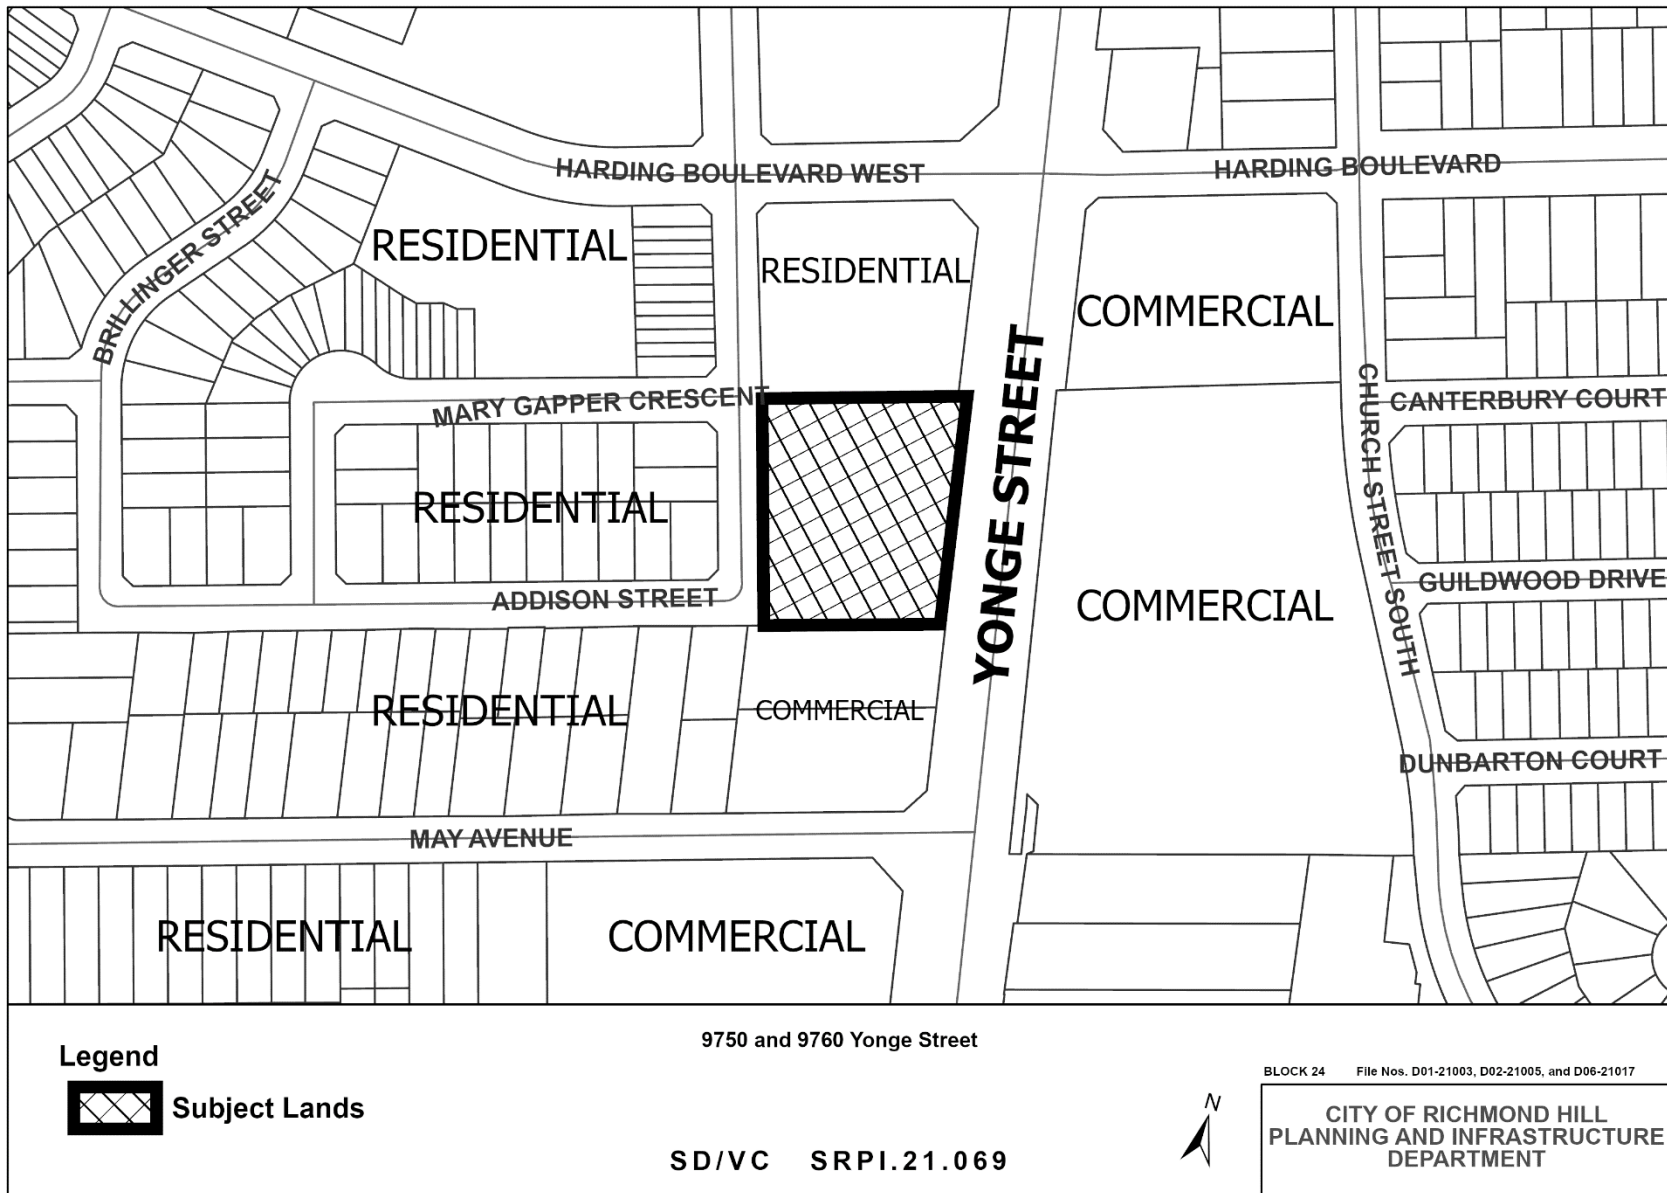 HARDING BOULEVARD WEST
HARDING BOULEVARD
BRILLINGER STREET
RESIDENTIAL
RESIDENTIAL
COMMERCIAL
YONGE STREET
MARY GAPPER CRESCENT
CHURCH STREET SOUTH
CANTERBURY COURT
RESIDENTIAL
GUILDWOOD DRIVE
ADDISON STREET
COMMERCIAL
RESIDENTIAL
COMMERCIAL
DUNBARTON COURT
MAY AVENUE
RESIDENTIAL
COMMERCIAL
9750 and 9760 Yonge Street
Legend
Subject Lands
BLOCK 24 File Nos. D01-21003, D02-21005, and D06-21017
N
CITY OF RICHMOND HILL
PLANNING AND INFRASTRUCTURE
DEPARTMENT
SD/VC SRPI.21.069